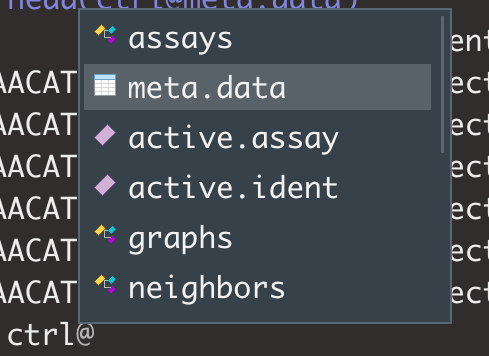 head(ctrl@meta.data)
assays
meta.data
active.assay
active.ident
graphs
neighbors
AACAT
AACAT
AACAT
AACAT
AACAT
AACAT
ent
ect
ect
ect
ect
ect
ect
ctrl@